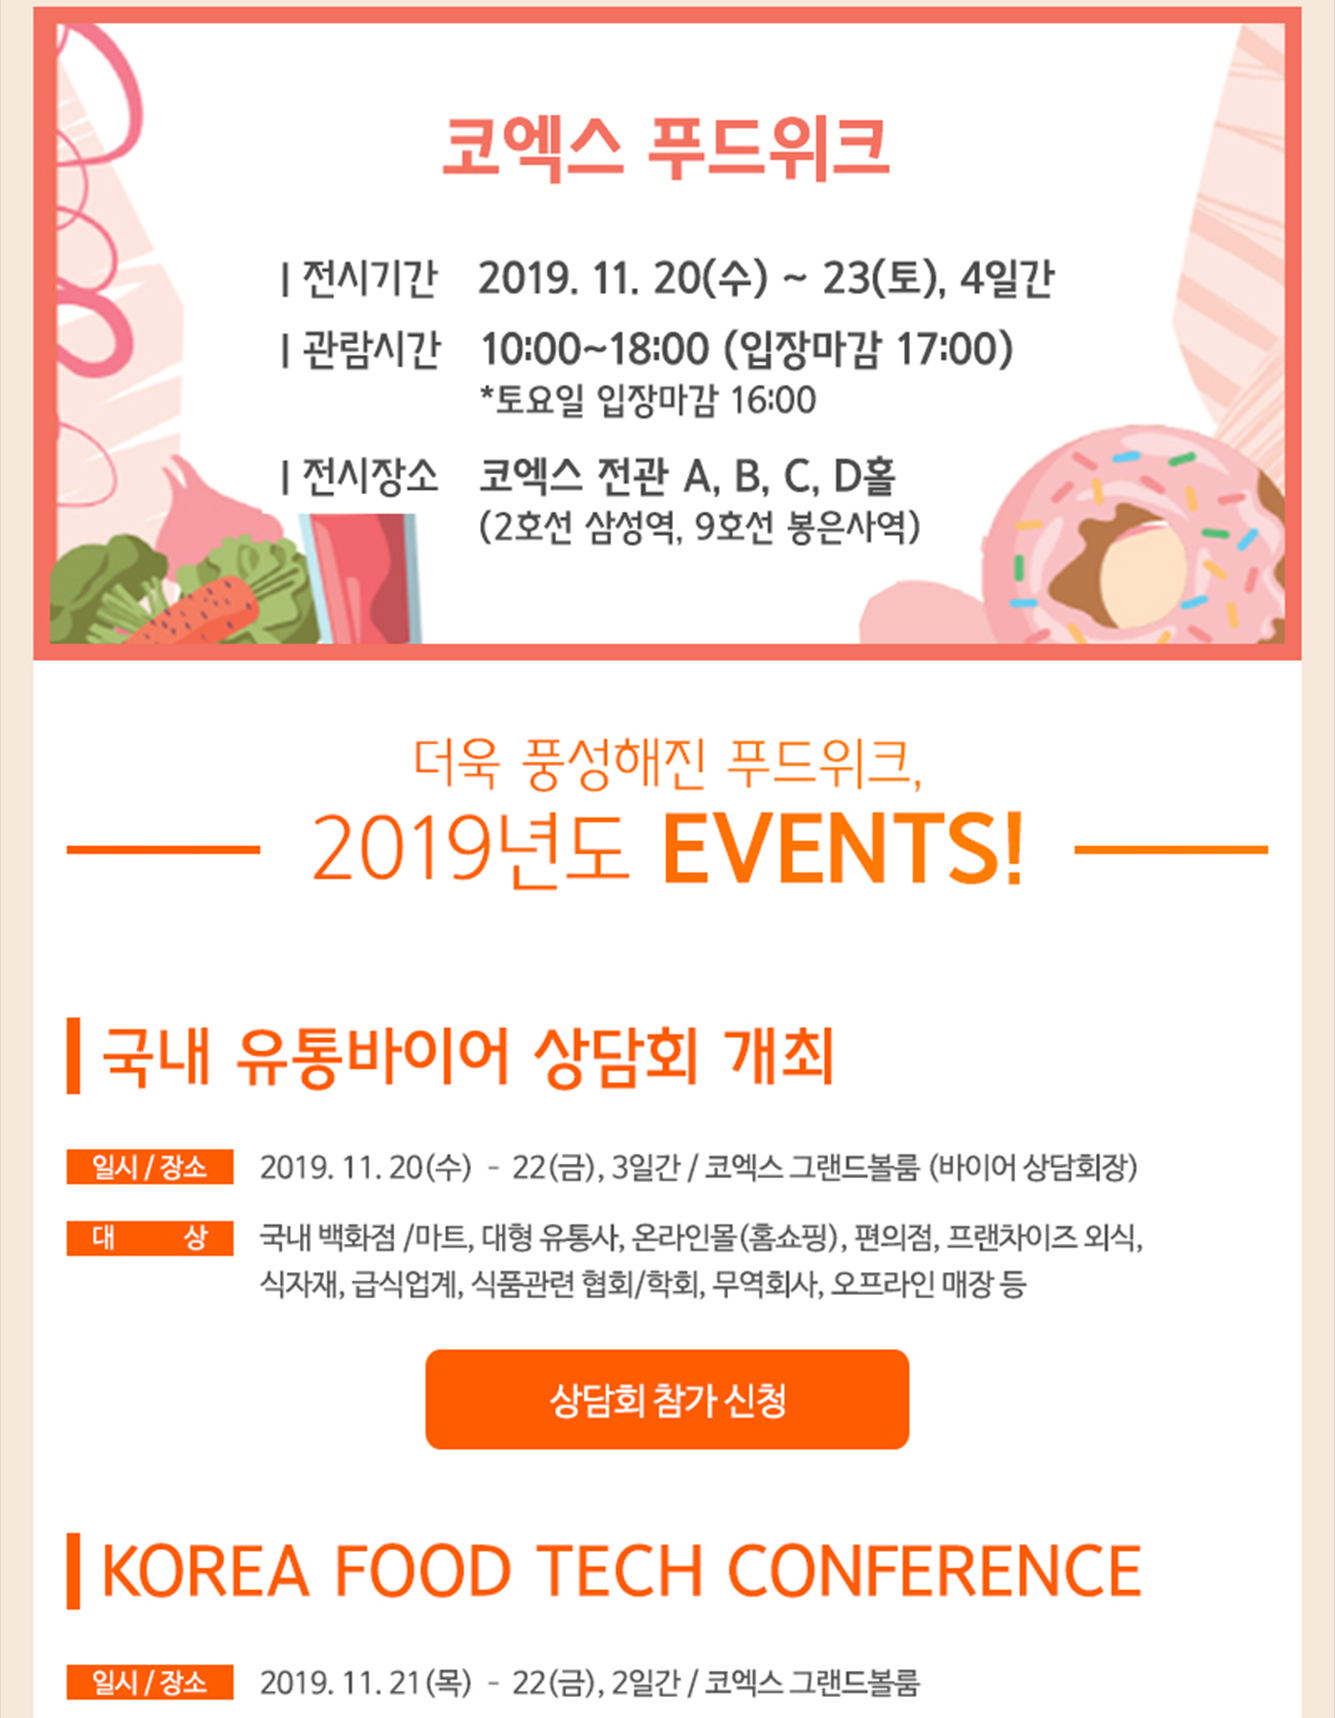 코엑스 푸드위크
| 전시기간 2019. 11. 20(수) ~ 23(토), 4일간
| 관람시간 10:00~18:00 (입장마감 17:00)
*토요일 입장마감 16:00
| 전시장소 코엑스 전관 A, B, C, D홀
(2호선 삼성역, 9호선 봉은사역)
더욱 풍성해진 푸드위크,
2019년도 EVENTS!
국내 유통바이어 상담회 개최
일시 / 장소 2019. 11. 20(수) - 22(금), 3일간 / 코엑스 그랜드볼룸 (바이어 상담회장)
대 상 국내 백화점 /마트, 대형 유통사, 온라인몰(홈쇼핑), 편의점, 프랜차이즈 외식,
식자재, 급식업계, 식품관련 협회/학회, 무역회사, 오프라인 매장 등
상담회 참가 신청
KOREA FOOD TECH CONFERENCE
일시 / 장소 2019. 11. 21(목) - 22(금), 2일간 / 코엑스 그랜드볼룸